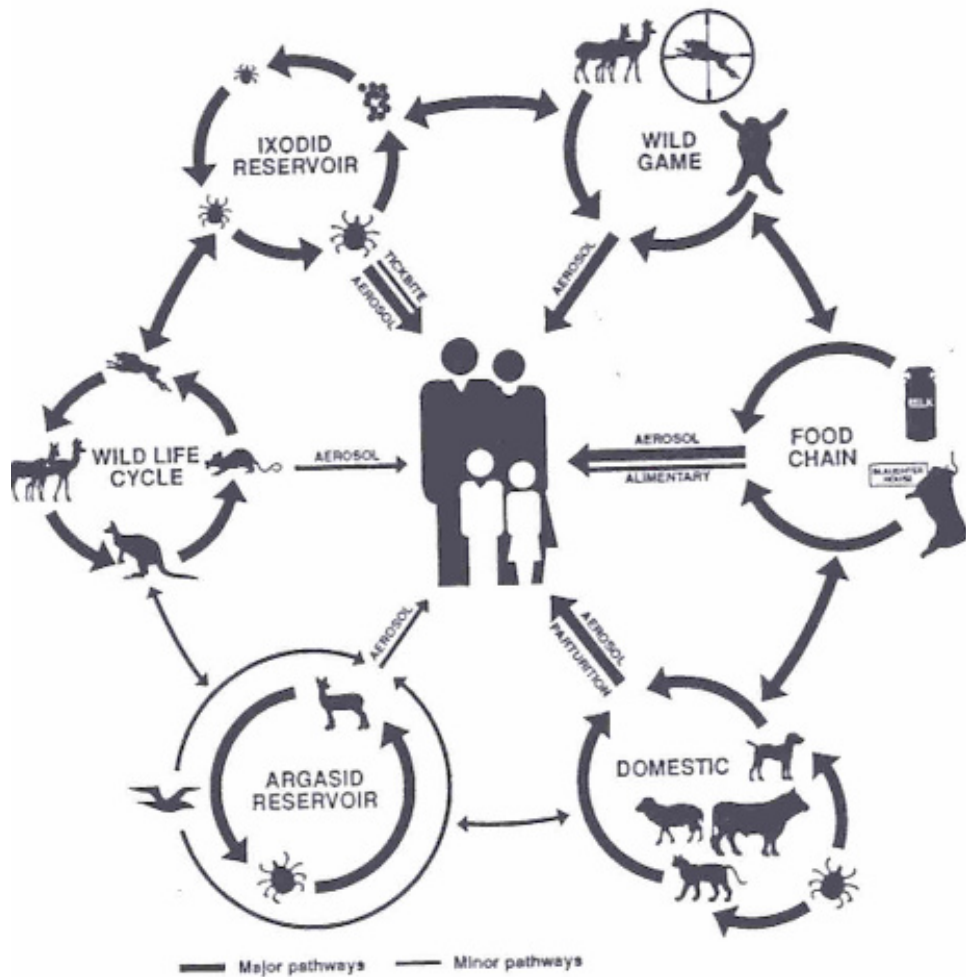 IXODID
RESERVOIR
WILD
GAME
TICKBITE
AEROSOL
AEROSOL
MILK
WILD LIFE
CYCLE
AEROSOL
AEROSOL
ALIMENTARY
FOOD
CHAIN
SLAUGHTER
HOUSE
AEROSOL
AEROSOL
PARTURITION
ARGASID
RESERVOIR
DOMESTIC
Major pathways Minor pathways